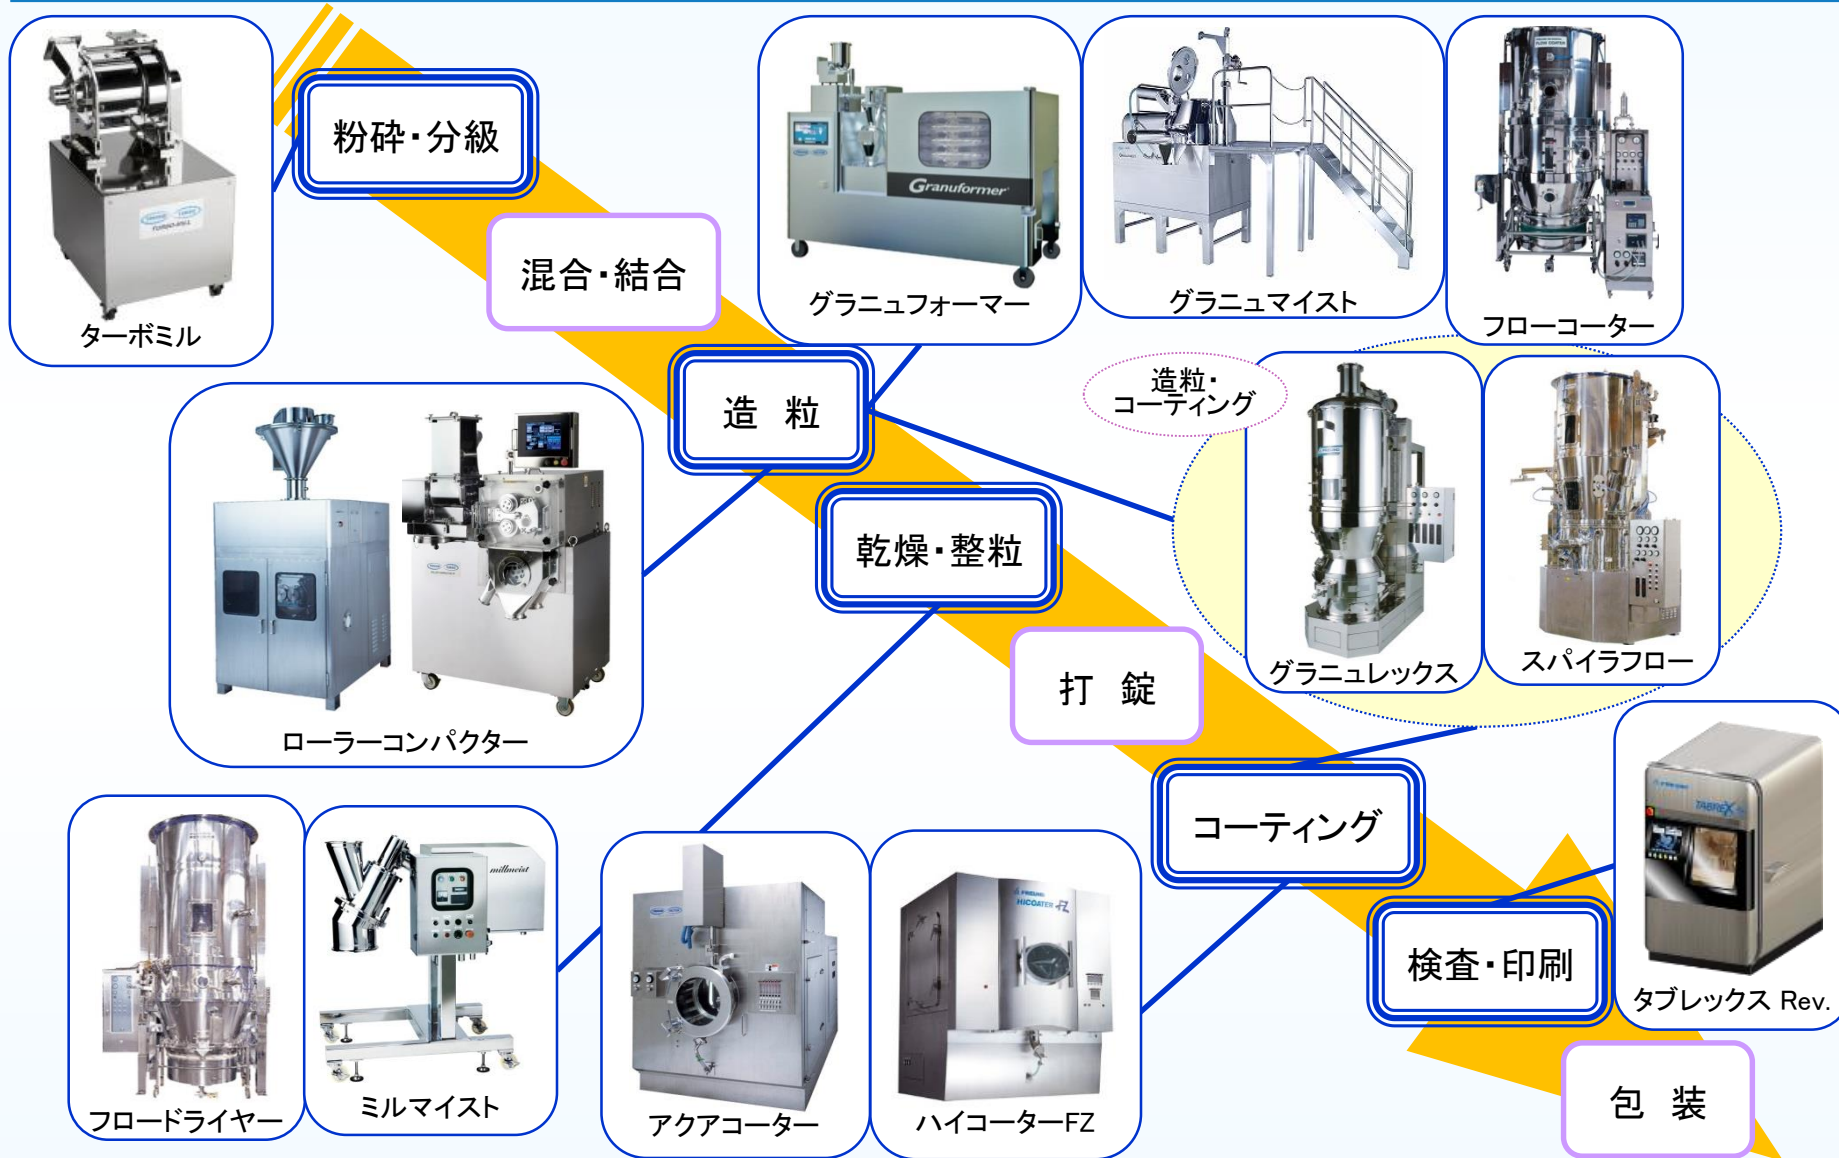 粉砕・分級
ターボミル
混合・結合
Granuformer
グラニュフォーマー
グラニュマイスト
フローコーター
造　粒
造粒・
コーティング
グラニュレックス
スパイラフロー
ローラーコンパクター
乾燥・整粒
打　錠
millmeist
フロードライヤー
ミルマイスト
アクアコーター
HICOATER FZ
ハイコーターFZ
コーティング
TABREX
タブレックス Rev.
検査・印刷
包　装